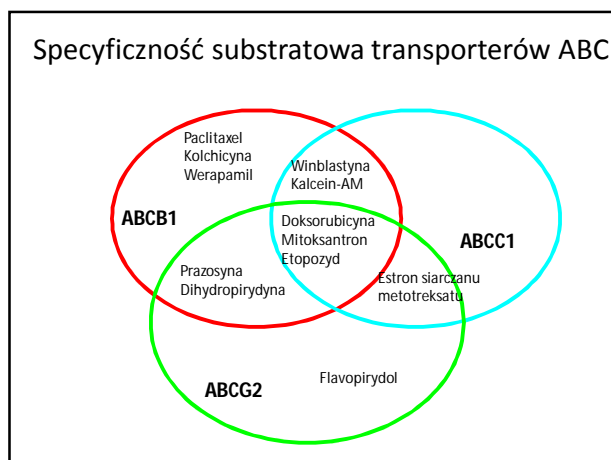 Specyficzność substratowa transporterów ABC
Paclitaxel
Kolchicyna
Werapamil
Winblastyna
Kalcein-AM
ABCB1
Doksorubicyna
Mitoksantron
Etopozyd
ABCC1
Prazosyna
Dihydropirydyna
Estron siarczanu
metotreksatu
Flavopirydol
ABCG2